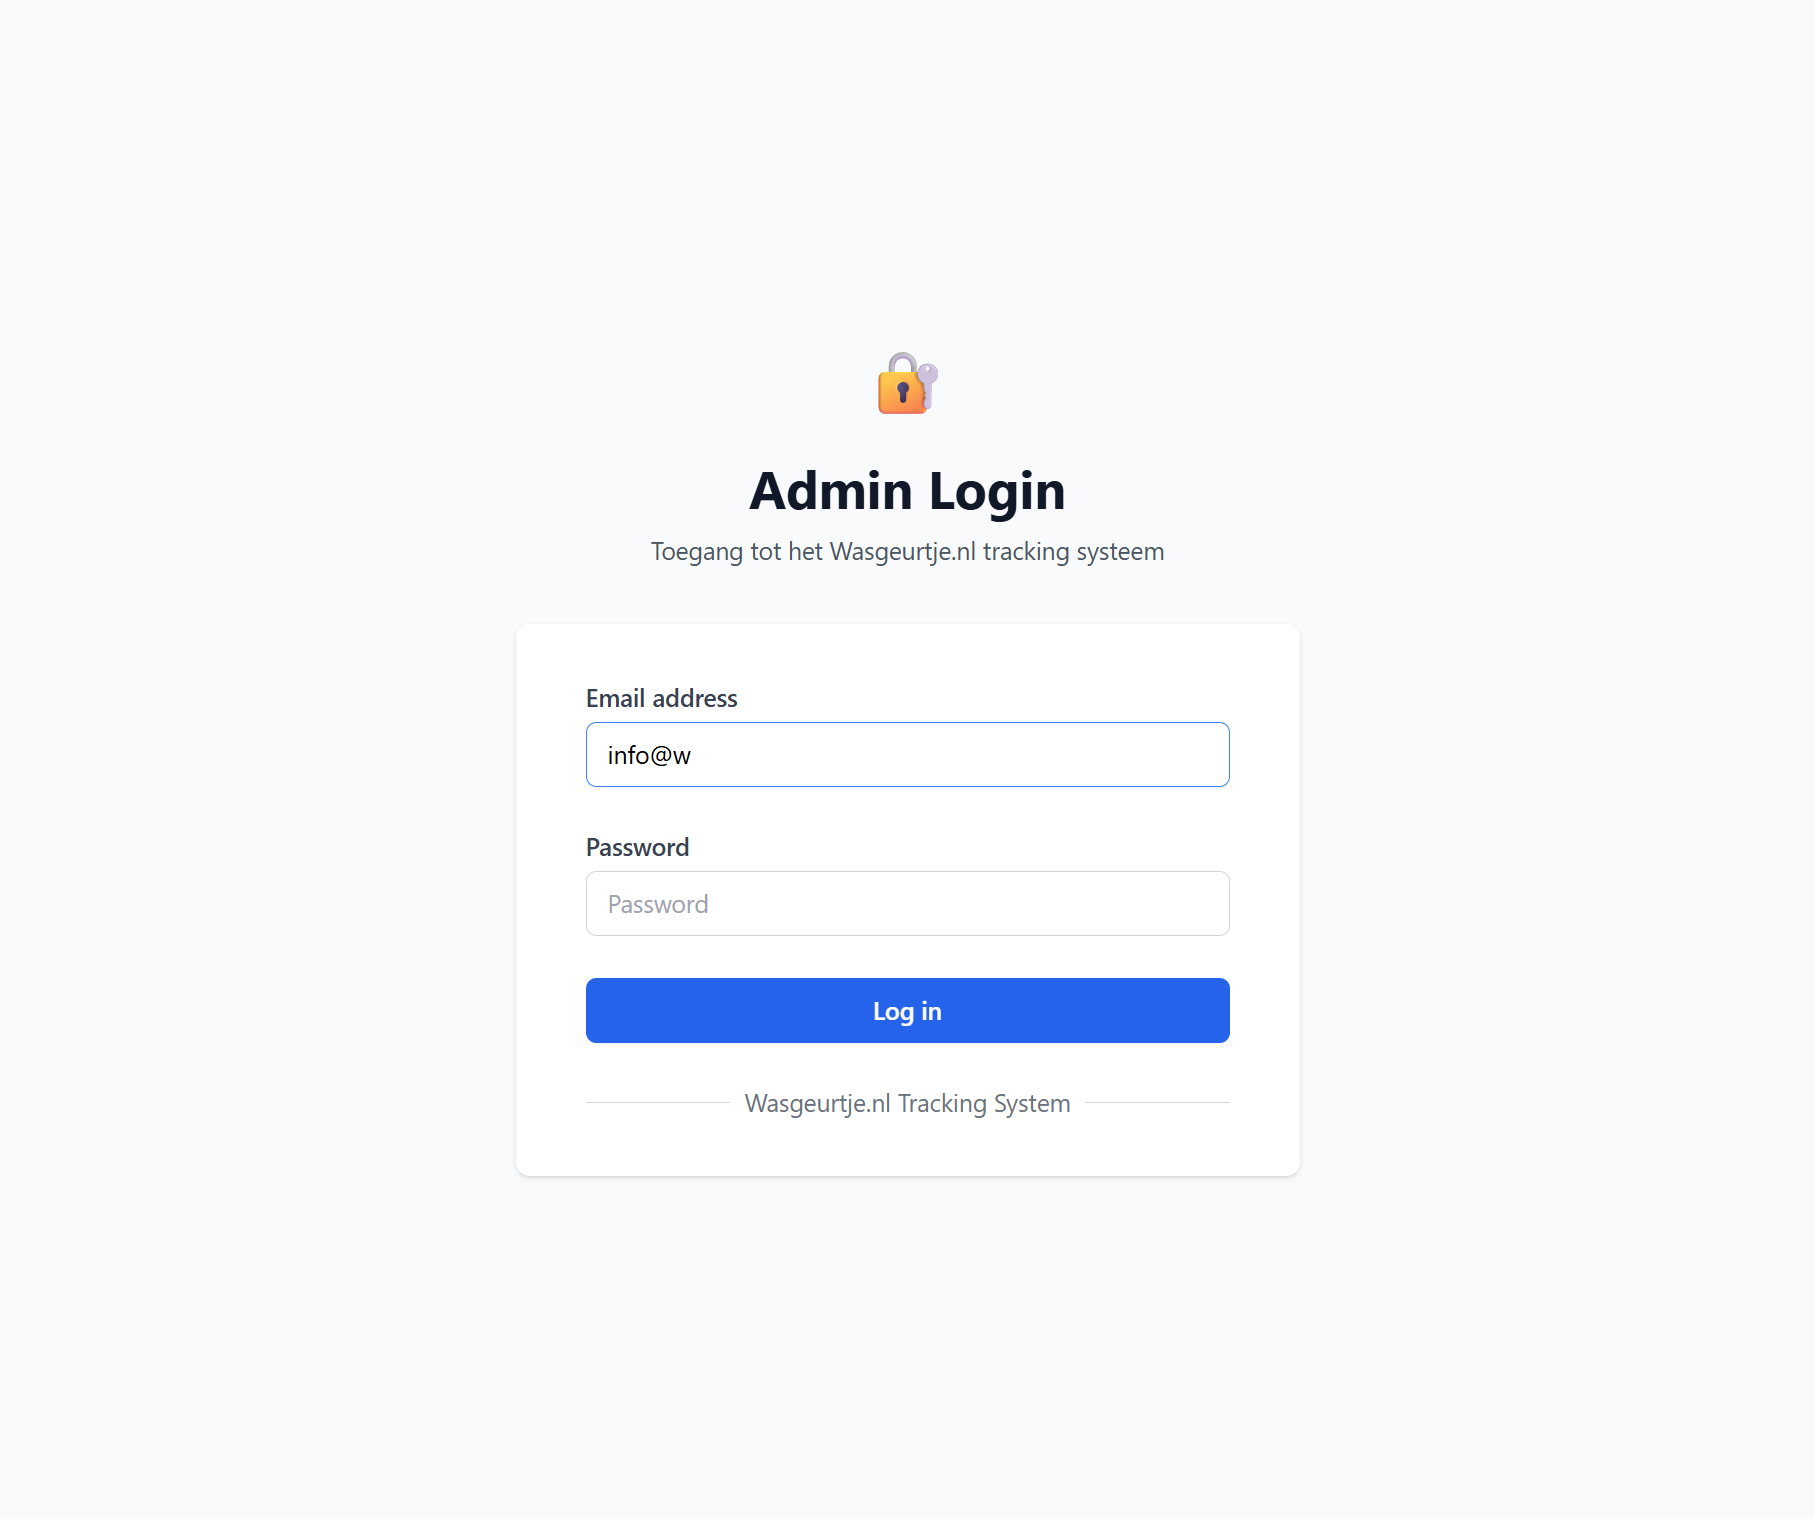 Admin Login
Toegang tot het Wasgeurtje.nl tracking systeem
Email address
info@w
Password
Password
Log in
Wasgeurtje.nl Tracking System